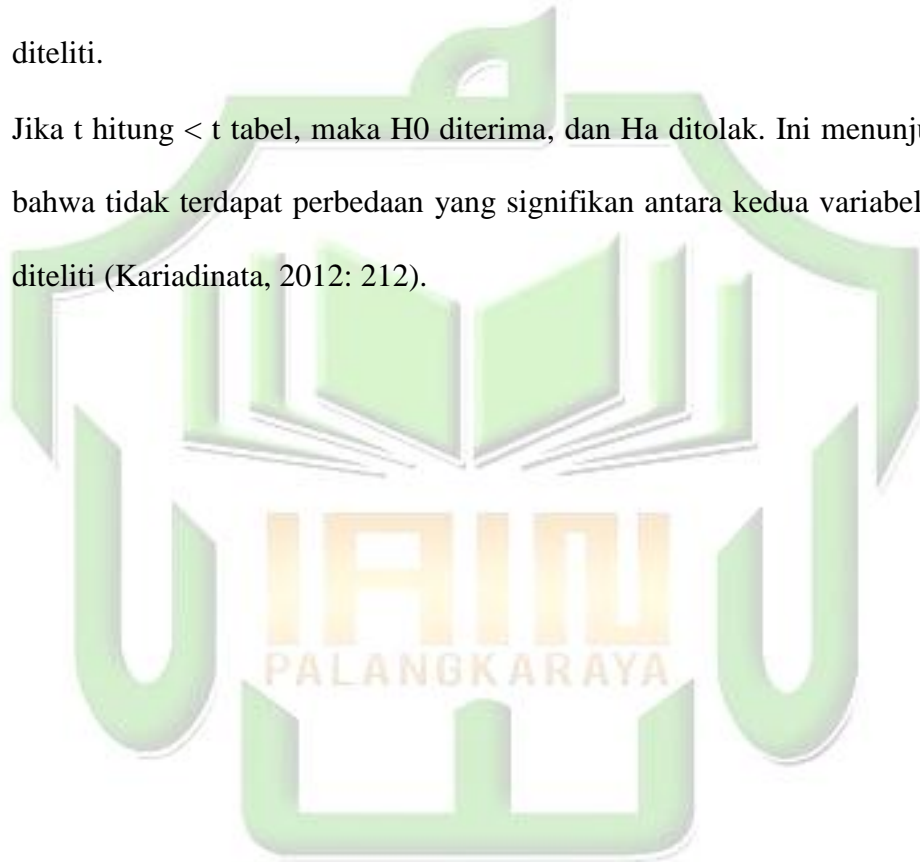 diteliti.
Jika t hitung < t tabel, maka H0 diterima, dan Ha ditolak. Ini
bahwa tidak terdapat perbedaan yang signifikan antara kedua variabel
diteliti (Kariadinata, 2012: 212).
IAIN
PALANGKARAYA